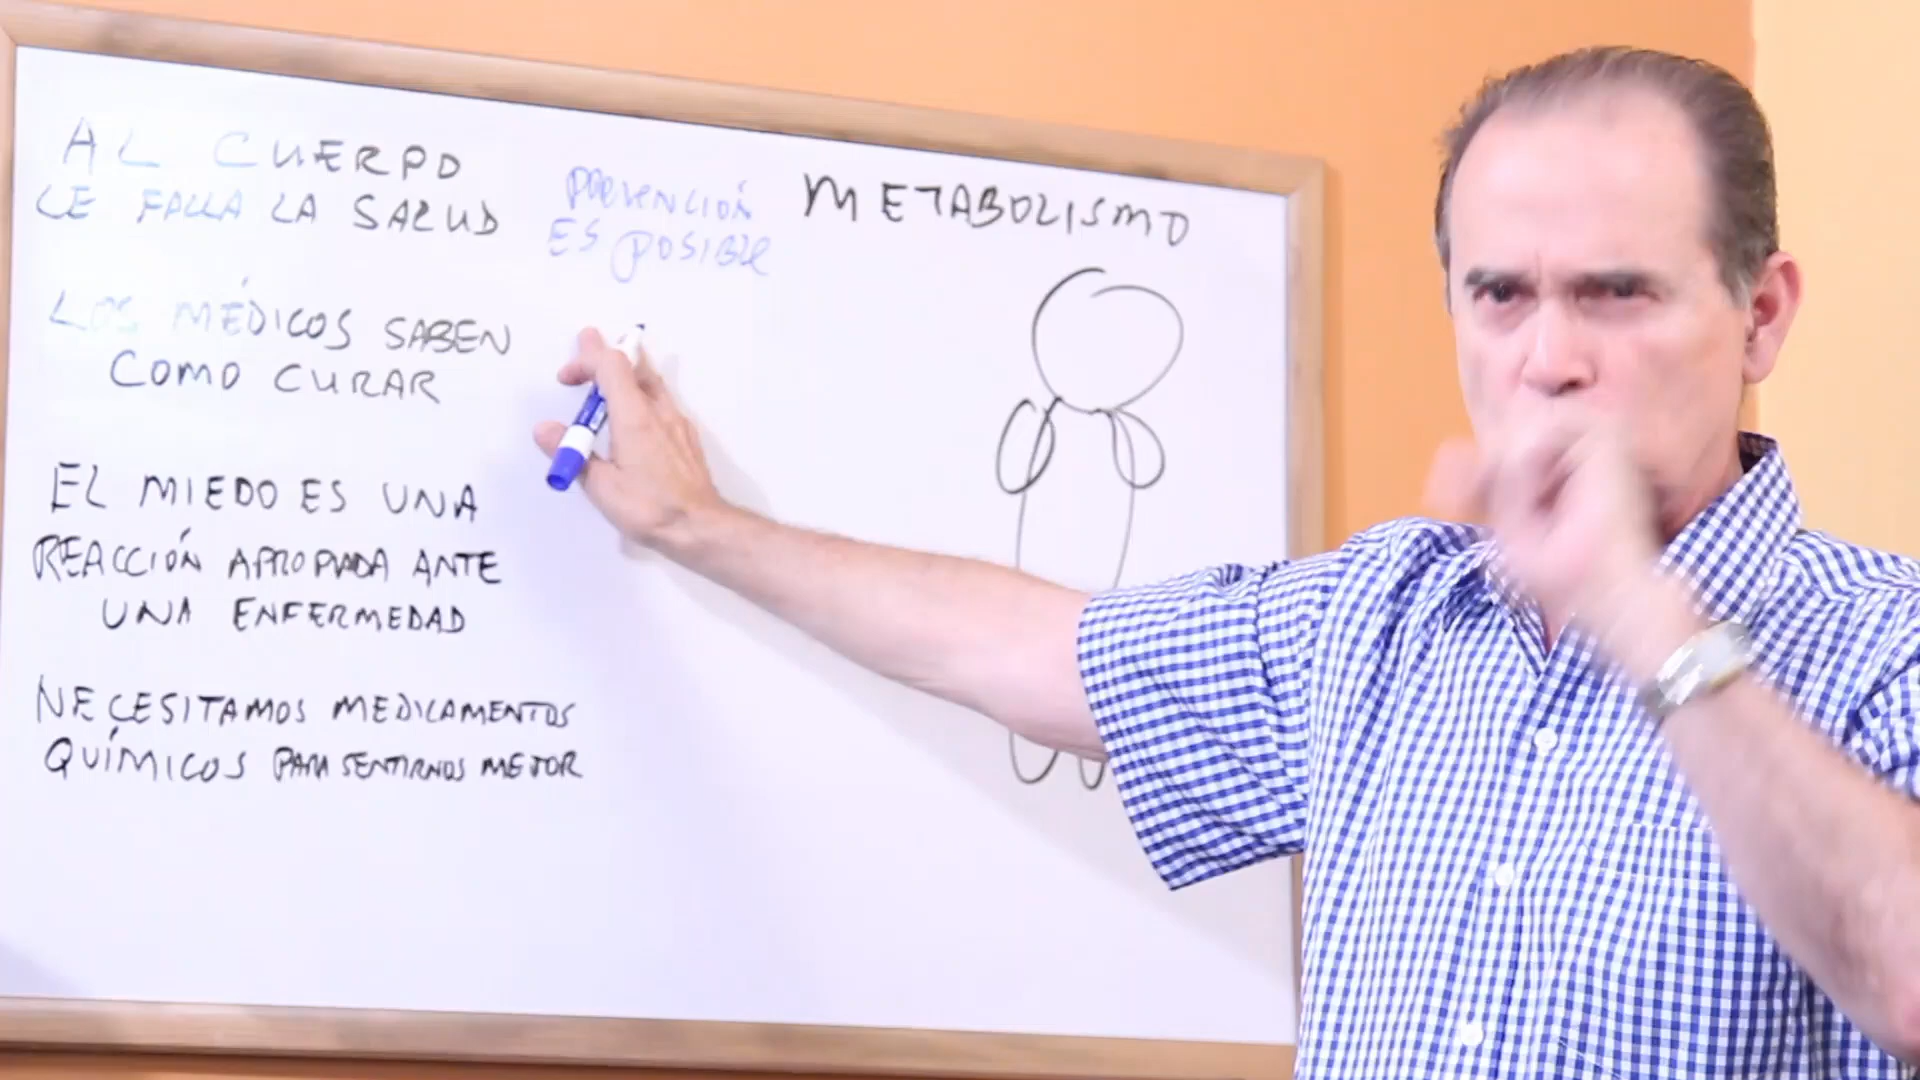 AL CUERPO
LE FALLA LA SALUD
LOS MÉDICOS SABEN
COMO CURAR
EL MIEDO ES UNA
REACCIÓN APROPIADA ANTE
UNA ENFERMEDAD
NECESITAMOS MEDICAMENTOS
QUÍMICOS PARA SENTIRNOS MEJOR
PREVENCIÓN
ES POSIBLE
METABOLISMO